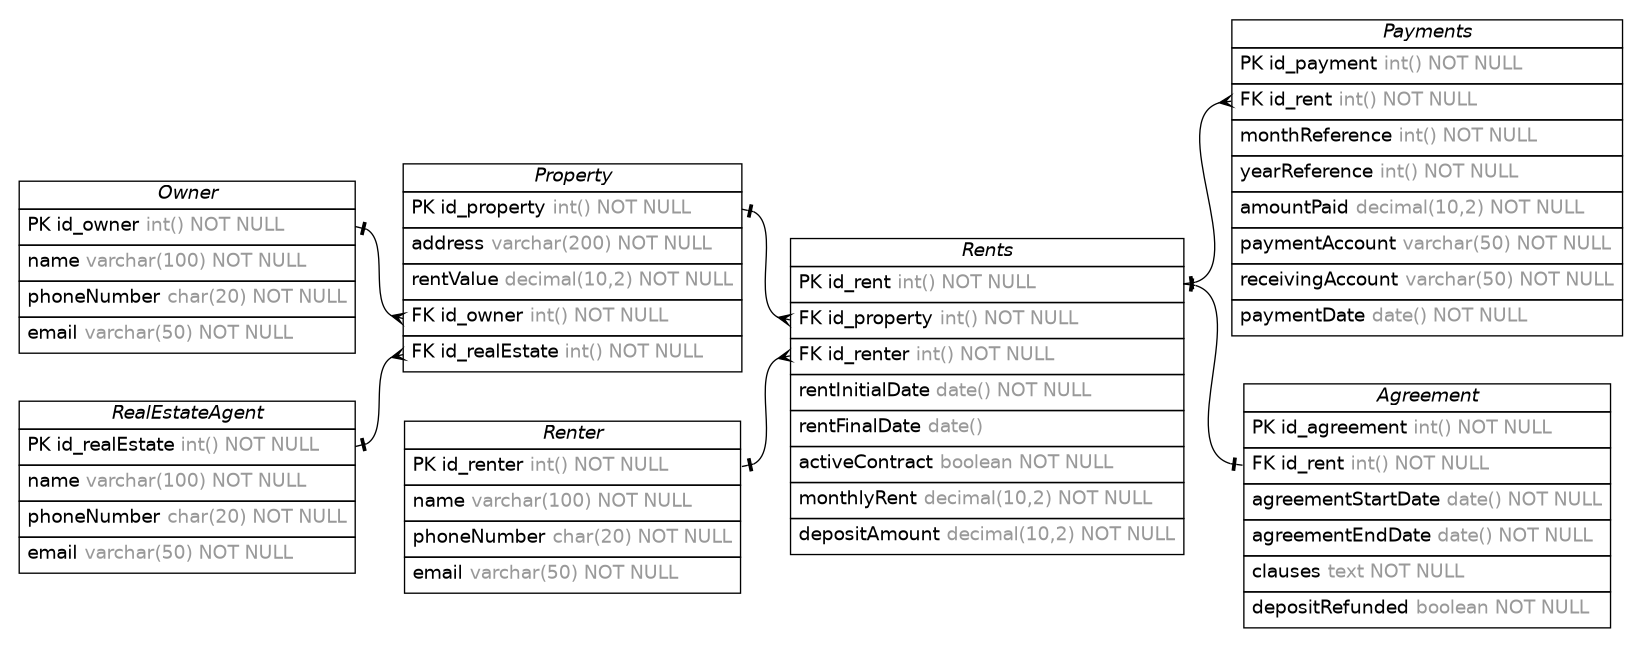 Owner
PK id_owner int() NOT NULL
name varchar(100) NOT NULL
phoneNumber char(20) NOT NULL
email varchar(50) NOT NULL
RealEstateAgent
PK id_realEstate int() NOT NULL
name varchar(100) NOT NULL
phoneNumber char(20) NOT NULL
email varchar(50) NOT NULL
Property
PK id_property int() NOT NULL
address varchar(200) NOT NULL
rentValue decimal(10,2) NOT NULL
FK id_owner int() NOT NULL
FK id_realEstate int() NOT NULL
Renter
PK id_renter int() NOT NULL
name varchar(100) NOT NULL
phoneNumber char(20) NOT NULL
email varchar(50) NOT NULL
Rents
PK id_rent int() NOT NULL
FK id_property int() NOT NULL
FK id_renter int() NOT NULL
rentInitialDate date() NOT NULL
rentFinalDate date()
activeContract boolean NOT NULL
monthlyRent decimal(10,2) NOT NULL
depositAmount decimal(10,2) NOT NULL
Payments
PK id_payment int() NOT NULL
FK id_rent int() NOT NULL
monthReference int() NOT NULL
yearReference int() NOT NULL
amountPaid decimal(10,2) NOT NULL
paymentAccount varchar(50) NOT NULL
receivingAccount varchar(50) NOT NULL
paymentDate date() NOT NULL
Agreement
PK id_agreement int() NOT NULL
FK id_rent int() NOT NULL
agreementStartDate date() NOT NULL
agreementEndDate date() NOT NULL
clauses text NOT NULL
depositRefunded boolean NOT NULL